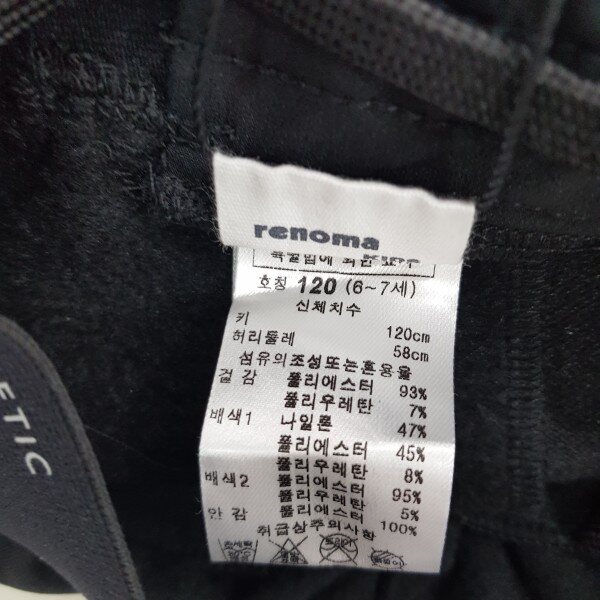 renoma
KIDS
호칭 120 (6~7세)
신체치수
키 120cm
허리둘레 58cm
섬유의조성또는혼용율
겉감 폴리에스터 93%
폴리우레탄 7%
배색1 나일론 47%
폴리에스터 45%
폴리우레탄 8%
배색2 폴리에스터 95%
폴리우레탄 5%
안감 폴리에스터 100%
취급상주의사항
ETIC